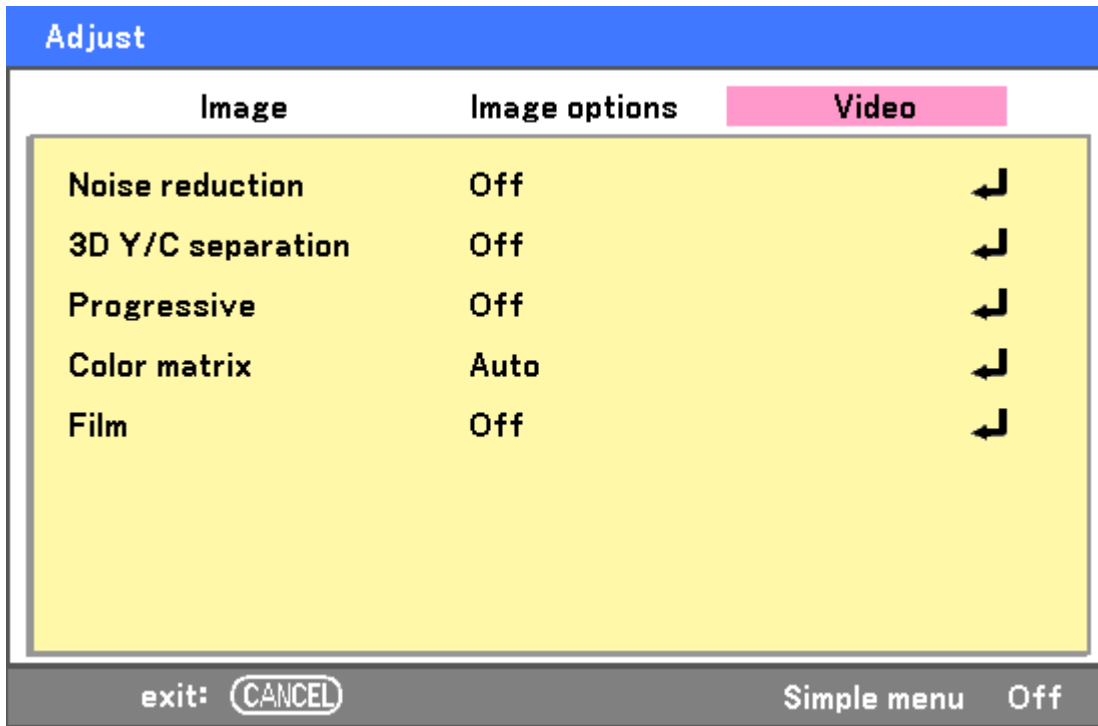 Adjust
Image Image options Video
Noise reduction Off
3D Y/C separation Off
Progressive Off
Color matrix Auto
Film Off
exit: CANCEL Simple menu Off